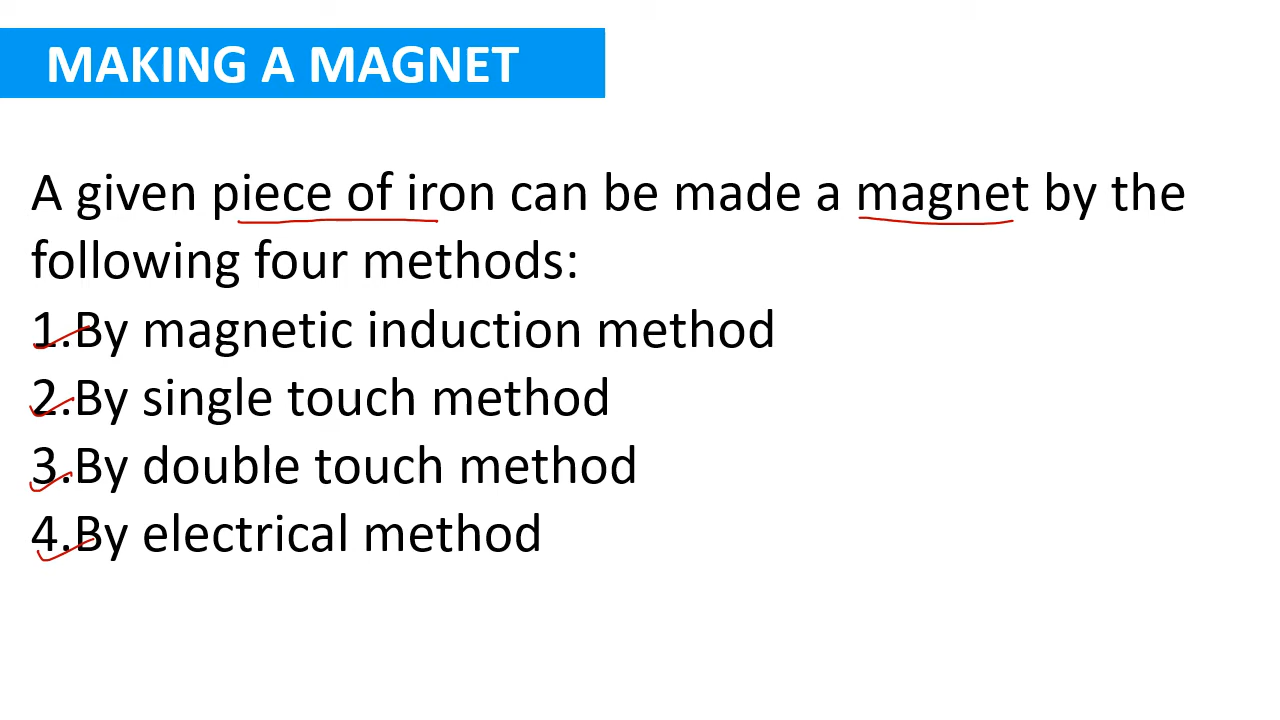 MAKING A MAGNET
A given piece of iron can be made a magnet by the
following four methods:
1.By magnetic induction method
2.By single touch method
3.By double touch method
4.By electrical method